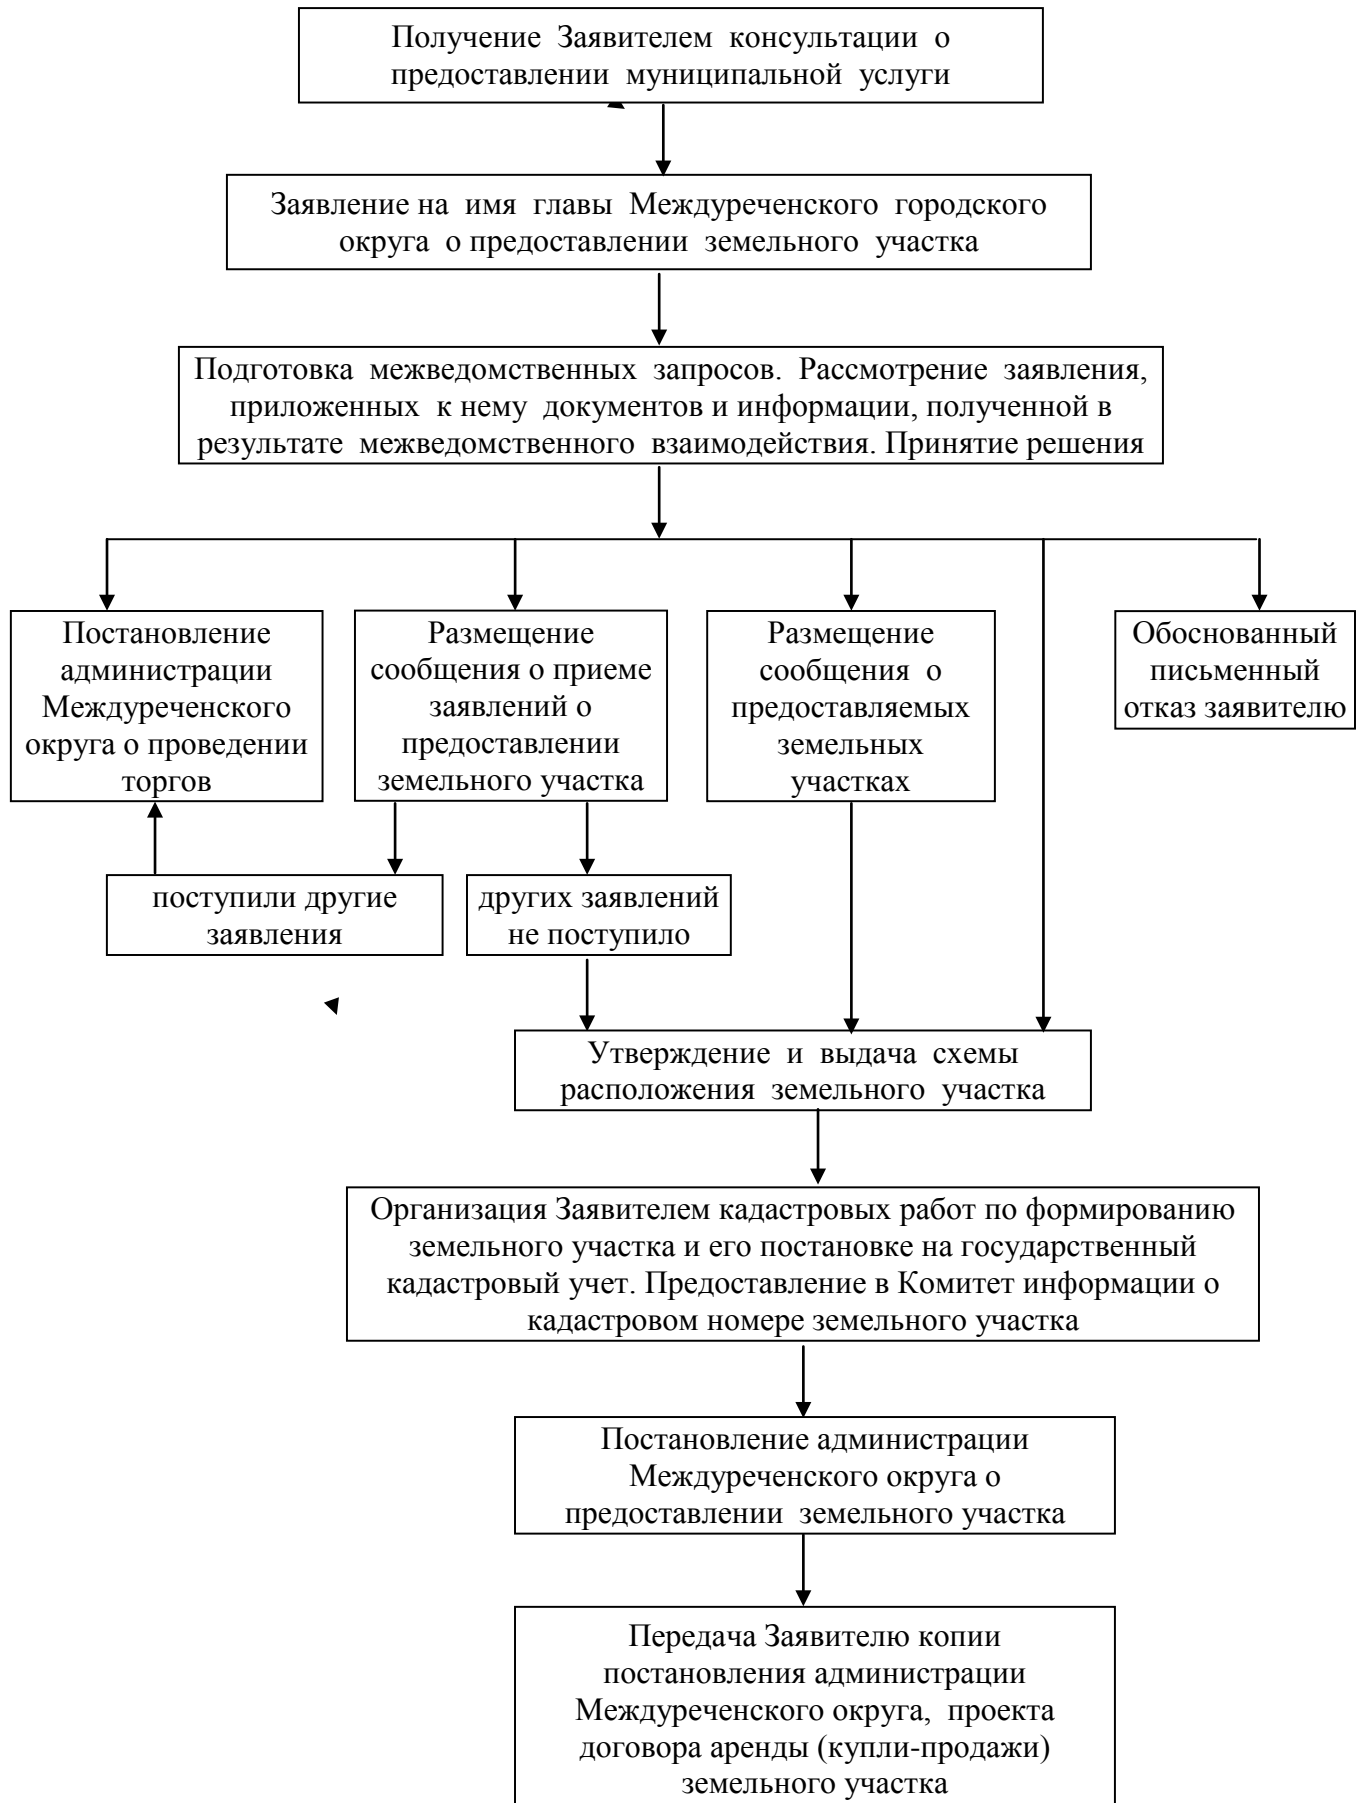 Получение Заявителем консультации о
предоставлении муниципальной услуги
Заявление на имя главы Междуреченского городского
округа о предоставлении земельного участка
Подготовка межведомственных запросов. Рассмотрение заявления,
приложенных к нему документов и информации, полученной в
результате межведомственного взаимодействия. Принятие решения
Постановление
администрации
Междуреченского
округа о проведении
торгов
Размещение
сообщения о приеме
заявлений о
предоставлении
земельного участка
Размещение
сообщения о
предоставляемых
земельных
участках
Обоснованный
письменный
отказ заявителю
поступили другие
заявления
других заявлений
не поступило
Утверждение и выдача схемы
расположения земельного участка
Организация Заявителем кадастровых работ по формированию
земельного участка и его постановке на государственный
кадастровый учет. Предоставление в Комитет информации о
кадастровом номере земельного участка
Постановление администрации
Междуреченского округа о
предоставлении земельного участка
Передача Заявителю копии
постановления администрации
Междуреченского округа, проекта
договора аренды (купли-продажи)
земельного участка